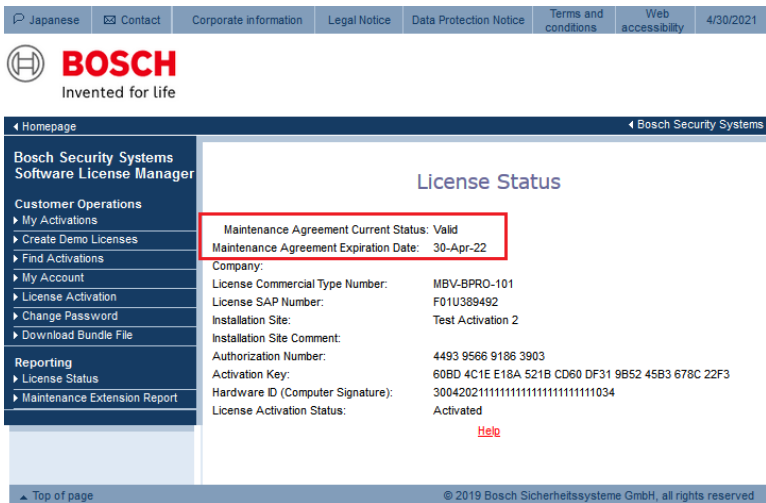 Japanese
Contact
Corporate information
Legal Notice
Data Protection Notice
Terms and conditions
Web accessibility
4/30/2021
BOSCH
Invented for life
Homepage
Bosch Security Systems
Bosch Security Systems
Software License Manager
Customer Operations
My Activations
Create Demo Licenses
Find Activations
My Account
License Activation
Change Password
Download Bundle File
Reporting
License Status
Maintenance Extension Report
License Status
Maintenance Agreement Current Status: Valid
Maintenance Agreement Expiration Date: 30-Apr-22
Company:
License Commercial Type Number: MBV-BPRO-101
License SAP Number: F01U389492
Installation Site: Test Activation 2
Installation Site Comment:
Authorization Number: 4493 9566 9186 3903
Activation Key: 60BD 4C1E E18A 521B CD60 DF31 9B52 45B3 678C 22F3
Hardware ID (Computer Signature):
License Activation Status: Activated
Help
Top of page
© 2019 Bosch Sicherheitssysteme GmbH, all rights reserved